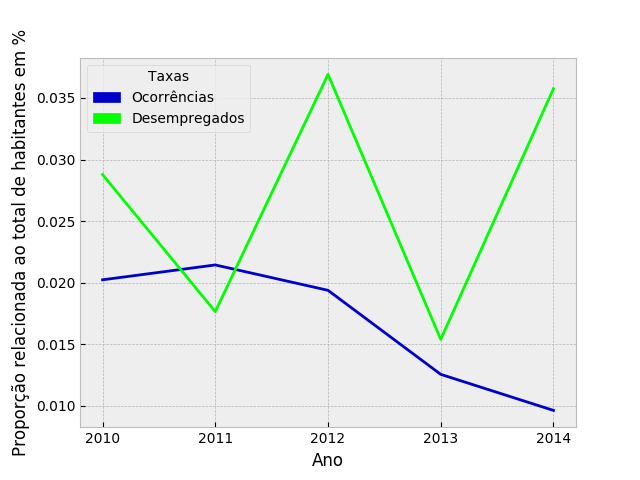 Proporção relacionada ao total de habitantes em %
Taxas
Ocorrências
Desempregados
0.035
0.030
0.025
0.020
0.015
0.010
2010 2011 2012 2013 2014
Ano